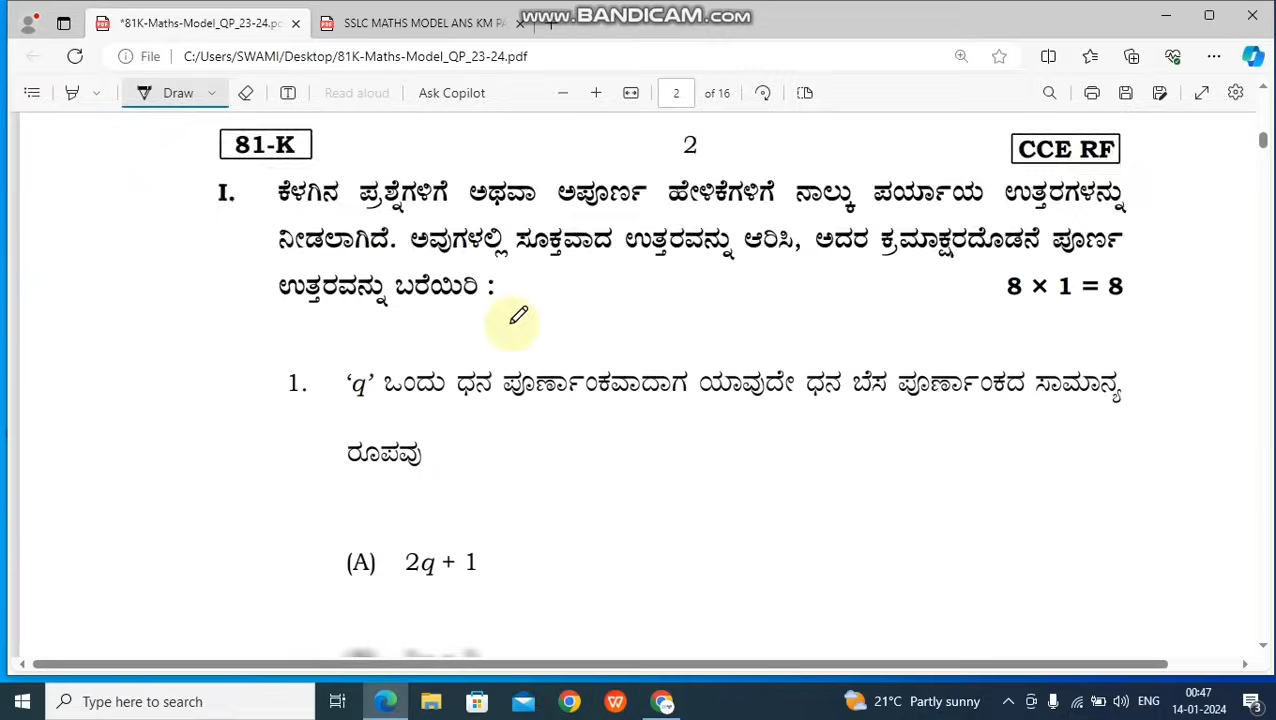 www.BANDICAM.com
*81K-Maths-Model_QP_23-24.pdf
SSLC MATHS MODEL ANS KM PA
File C:/Users/SWAMI/Desktop/81K-Maths-Model_QP_23-24.pdf
Draw Read aloud Ask Copilot 2 of 16
81-K 2 CCE RF
I. ಕೆಳಗಿನ ಪ್ರಶ್ನೆಗಳಿಗೆ ಅಥವಾ ಅಪೂರ್ಣ ಹೇಳಿಕೆಗಳಿಗೆ ನಾಲ್ಕು ಪರ್ಯಾಯ ಉತ್ತರಗಳನ್ನು
ನೀಡಲಾಗಿದೆ. ಅವುಗಳಲ್ಲಿ ಸೂಕ್ತವಾದ ಉತ್ತರವನ್ನು ಆರಿಸಿ, ಅದರ ಕ್ರಮಾಕ್ಷರದೊಡನೆ ಪೂರ್ಣ
ಉತ್ತರವನ್ನು ಬರೆಯಿರಿ : 8 × 1 = 8
1. ‘q’ ಒಂದು ಧನ ಪೂರ್ಣಾಂಕವಾದಾಗ ಯಾವುದೇ ಧನ ಬೆಸ ಪೂರ್ಣಾಂಕದ ಸಾಮಾನ್ಯ
ರೂಪವು
(A) 2q + 1
Type here to search 21°C Partly sunny ENG 00:47
14-01-2024 3